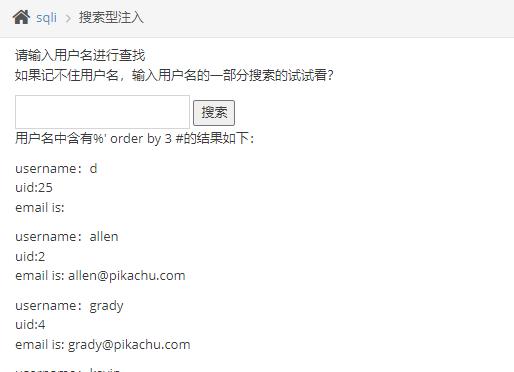 sqli > 搜索型注入
请输入用户名进行查找
如果记不住用户名，输入用户名的一部分搜索的试试看？
搜索
用户名中含有%' order by 3 #的结果如下：
username：d
uid:25
email is:
username：allen
uid:2
email is: allen@pikachu.com
username：grady
uid:4
email is: grady@pikachu.com